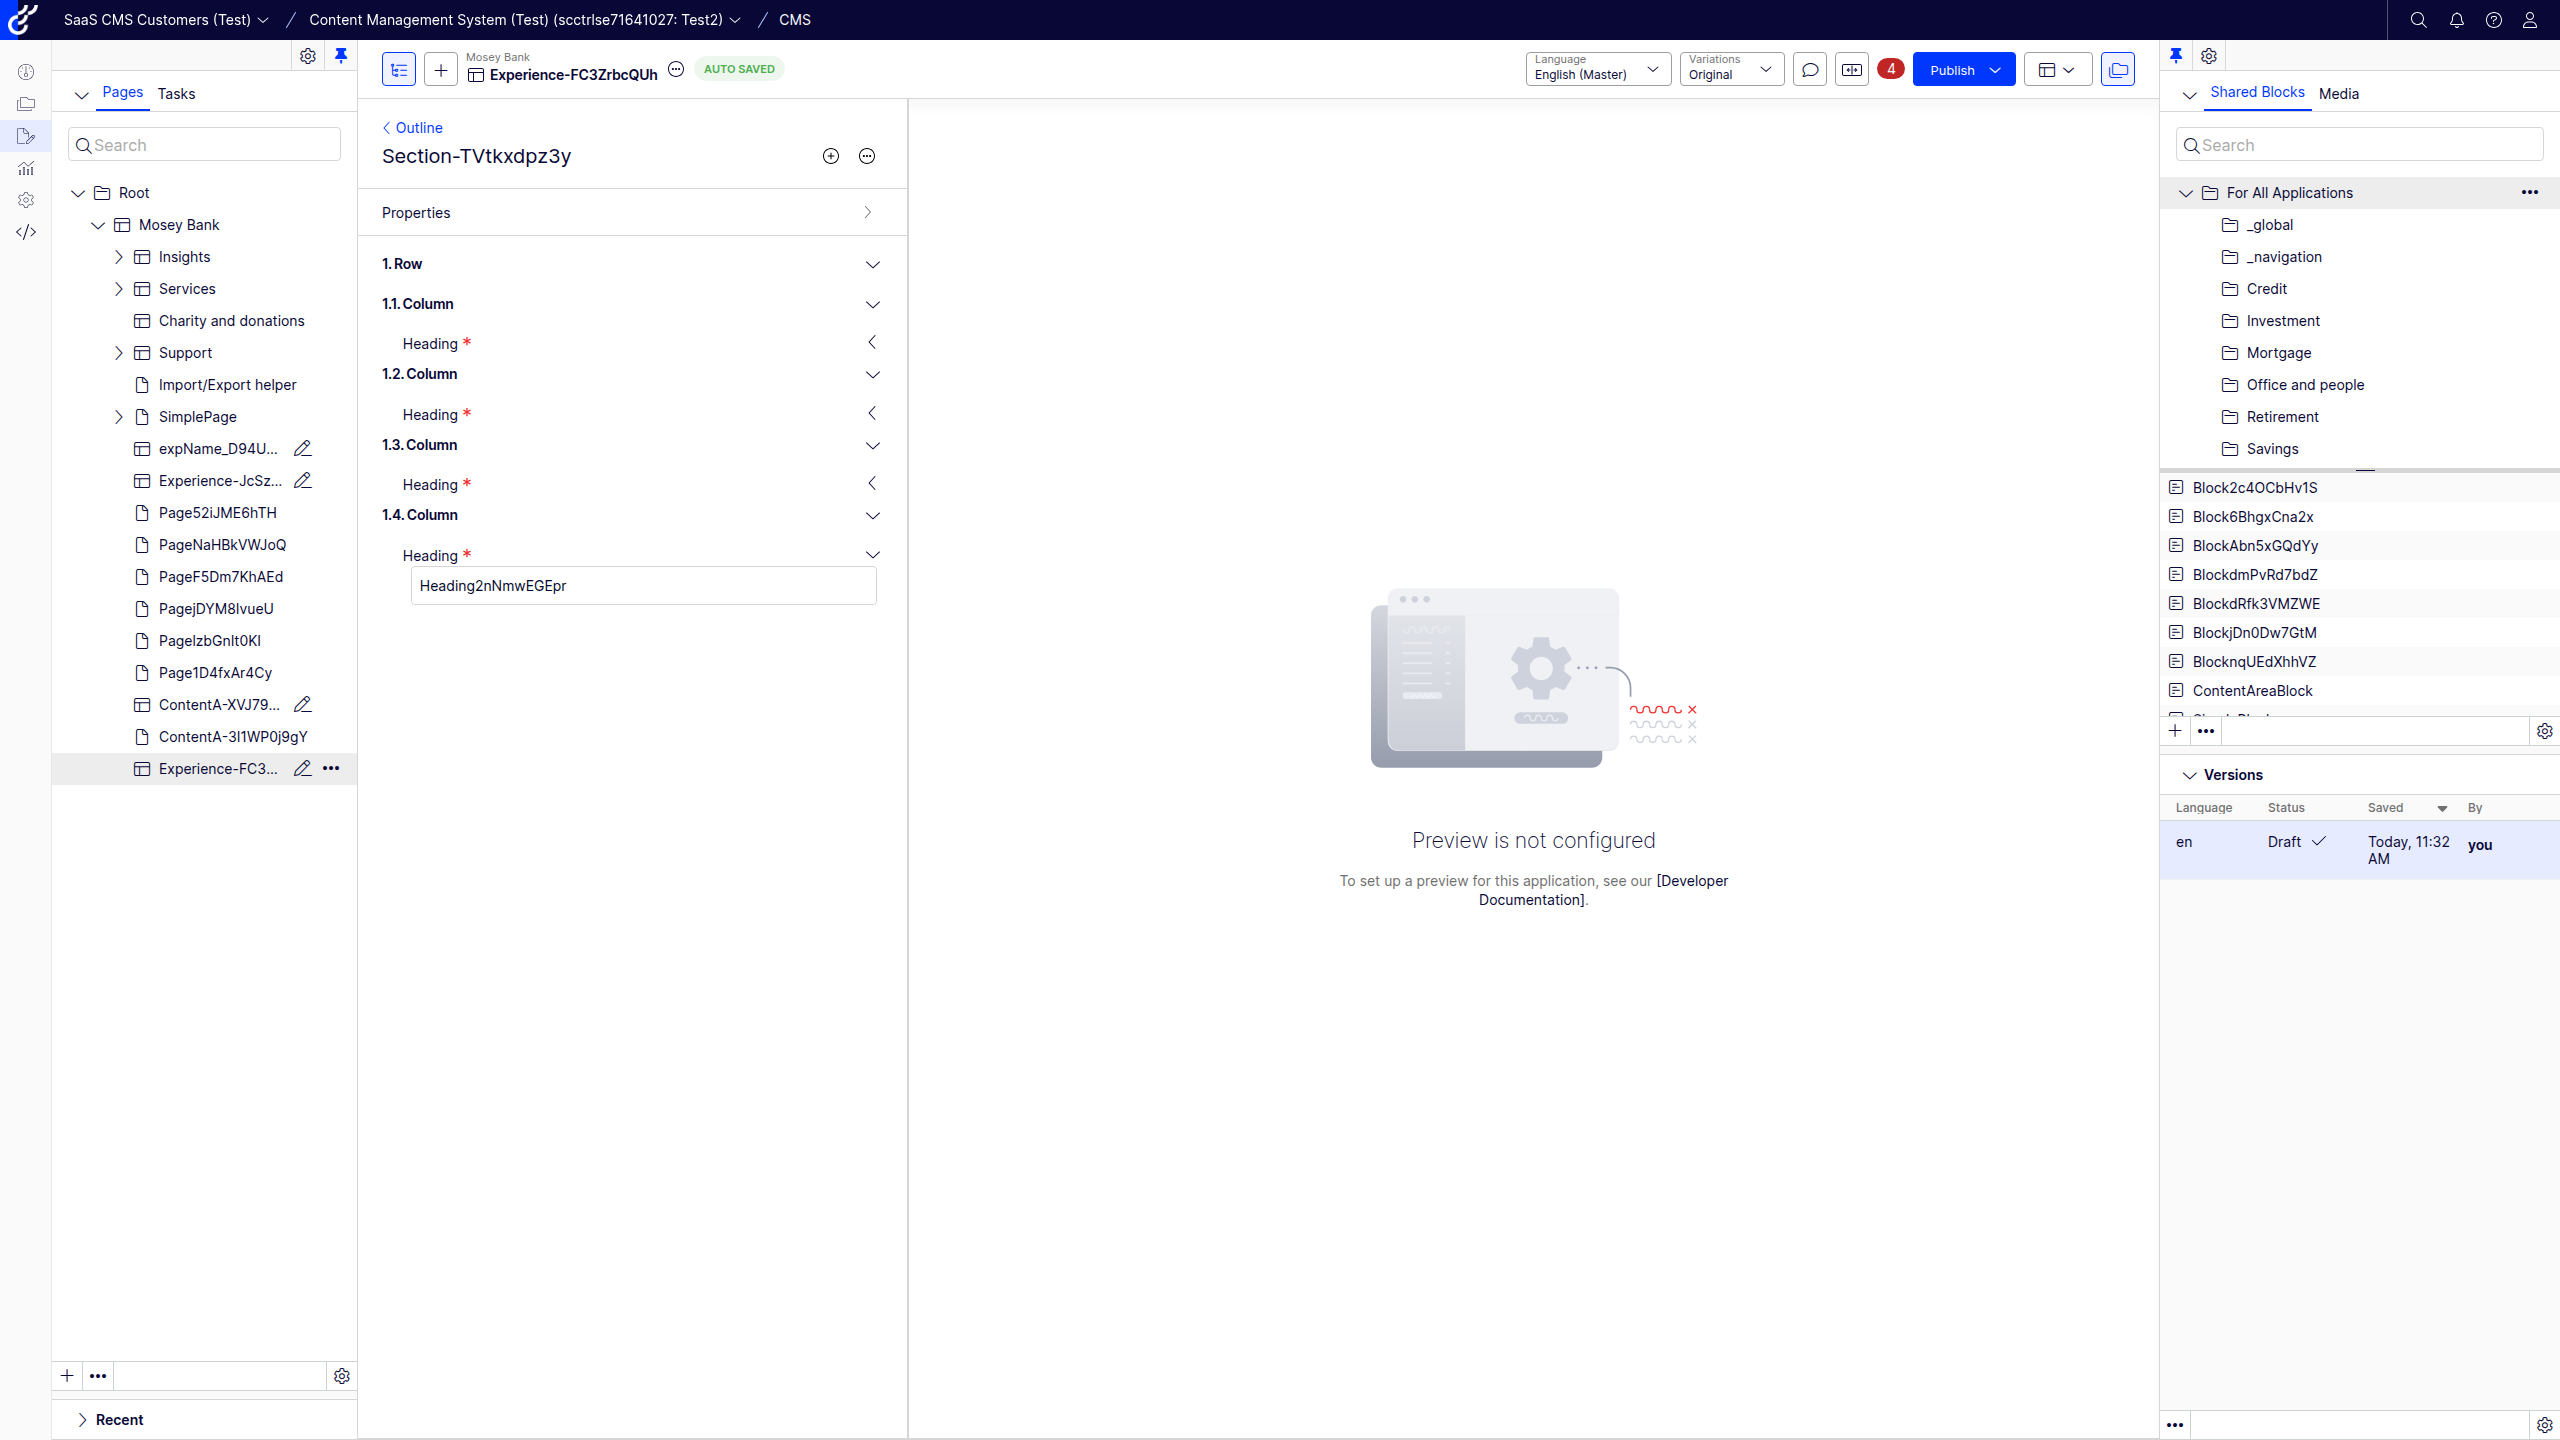 SaaS CMS Customers (Test) / Content Management System (Test) (scctrlse71641027: Test2) / CMS
Pages Tasks
Search
Root
Mosey Bank
Insights
Services
Charity and donations
Support
Import/Export helper
SimplePage
expName_D94U...
Experience-JcSz...
Page52iJME6hTH
PageNaHBkVWJoQ
PageF5Dm7KhAEd
PagejDYM8IvueU
PageIzbGnIt0KI
Page1D4fxAr4Cy
ContentA-XVJ79...
ContentA-3I1WP0j9gY
Experience-FC3...
Recent
Mosey Bank
Experience-FC3ZrbcQUh
AUTO SAVED
Language
English (Master)
Variations
Original
4
Publish
Outline
Section-TVtkxdpz3y
Properties
1. Row
1.1. Column
Heading *
1.2. Column
Heading *
1.3. Column
Heading *
1.4. Column
Heading *
Heading2nNmwEGEpr
Preview is not configured
To set up a preview for this application, see our [Developer
Documentation].
Shared Blocks Media
Search
For All Applications
_global
_navigation
Credit
Investment
Mortgage
Office and people
Retirement
Savings
Block2c4OCbHv1S
Block6BhgxCna2x
BlockAbn5xGQdYy
BlockdmPvRd7bdZ
BlockdRfk3VMZWE
BlockjDn0Dw7GtM
BlocknqUEdXhhVZ
ContentAreaBlock
Versions
Language Status Saved By
en Draft Today, 11:32 you
AM